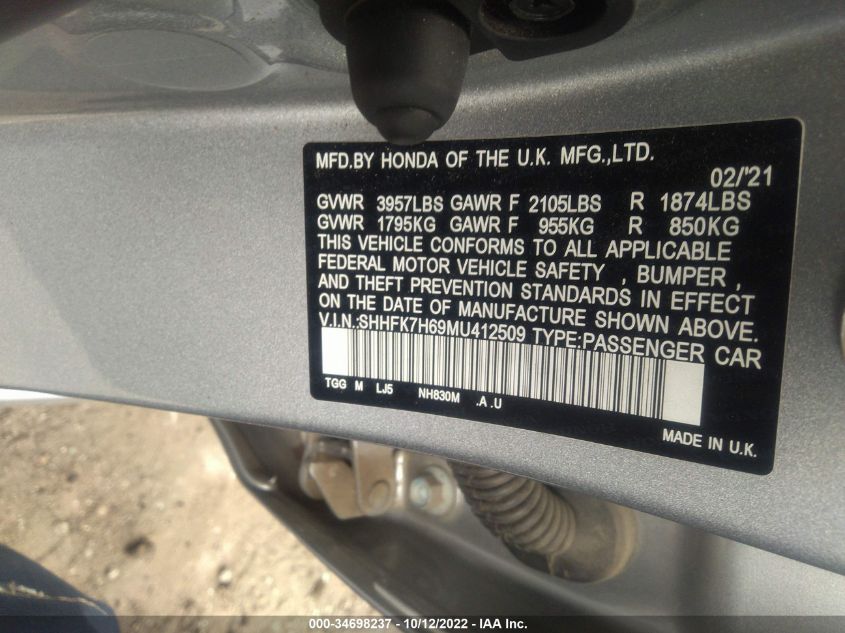 MFD.BY HONDA OF THE U.K. MFG.,LTD.
02/'21
GVWR 3957LBS GAWR F 2105LBS R 1874LBS
GVWR 1795KG GAWR F 955KG R 850KG
THIS VEHICLE CONFORMS TO ALL APPLICABLE
FEDERAL MOTOR VEHICLE SAFETY , BUMPER ,
AND THEFT PREVENTION STANDARDS IN EFFECT
ON THE DATE OF MANUFACTURE SHOWN ABOVE.
V.I.N.:SHHFK7H69MU412509 TYPE:PASSENGER CAR
TGG M LJ5 NH830M .A .U
MADE IN U.K.
000-34698237 - 10/12/2022 - IAA Inc.